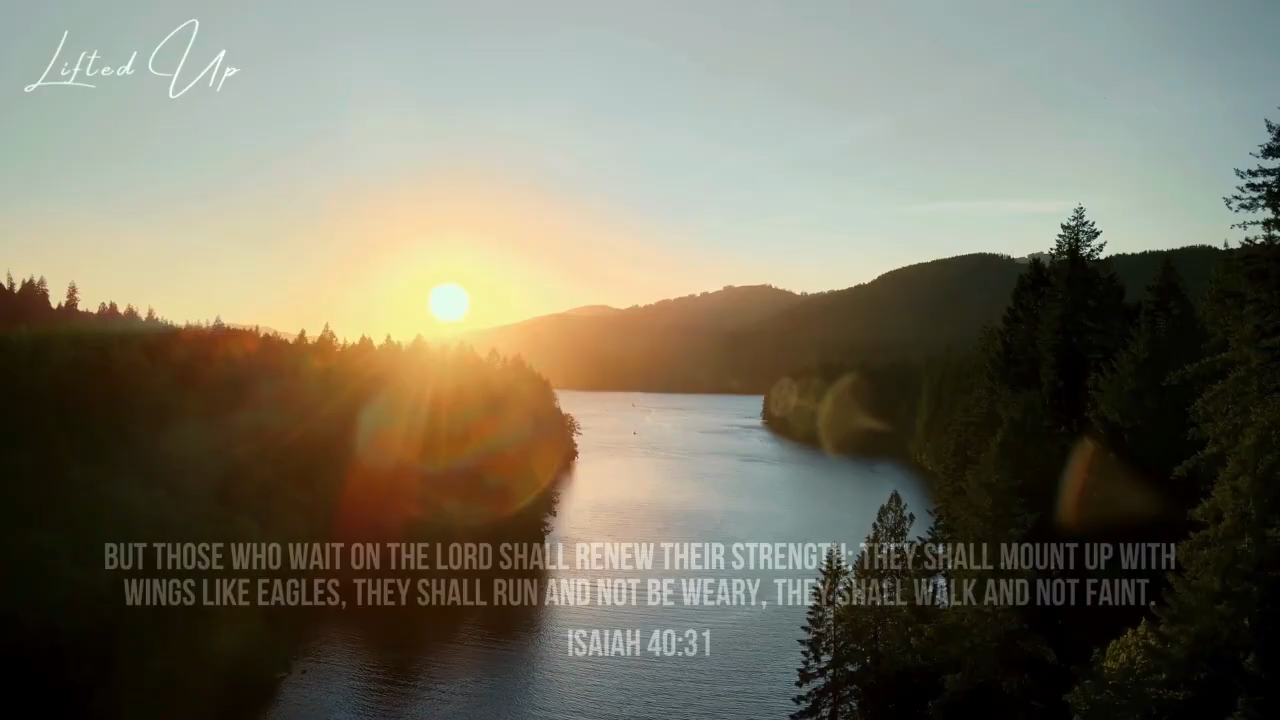 Lifted Up
BUT THOSE WHO WAIT ON THE LORD SHALL RENEW THEIR STRENGTH; THEY SHALL MOUNT UP WITH
WINGS LIKE EAGLES, THEY SHALL RUN AND NOT BE WEARY, THEY SHALL WALK AND NOT FAINT.
ISAIAH 40:31